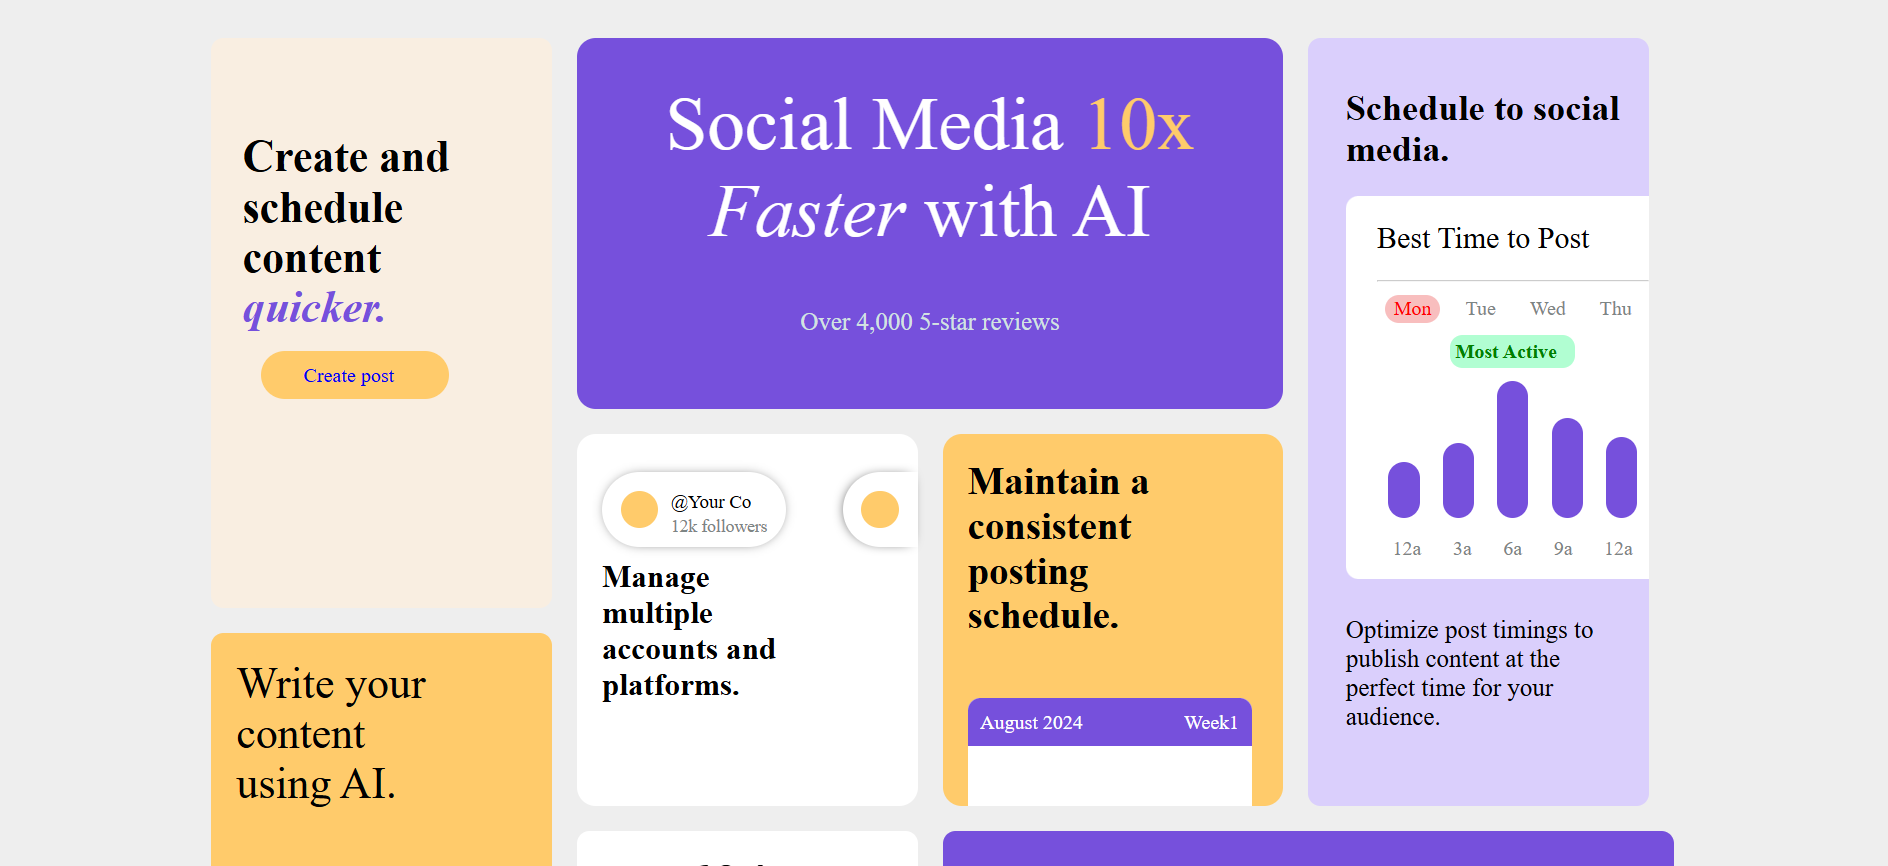 Create and
schedule
content
quicker.
Create post
Write your
content
using AI.
Social Media 10x
Faster with AI
Over 4,000 5-star reviews
@Your Co
12k followers
Manage
multiple
accounts and
platforms.
Maintain a
consistent
posting
schedule.
August 2024 Week1
Schedule to social
media.
Best Time to Post
Mon Tue Wed Thu
Most Active
12a 3a 6a 9a 12a
Optimize post timings to
publish content at the
perfect time for your
audience.